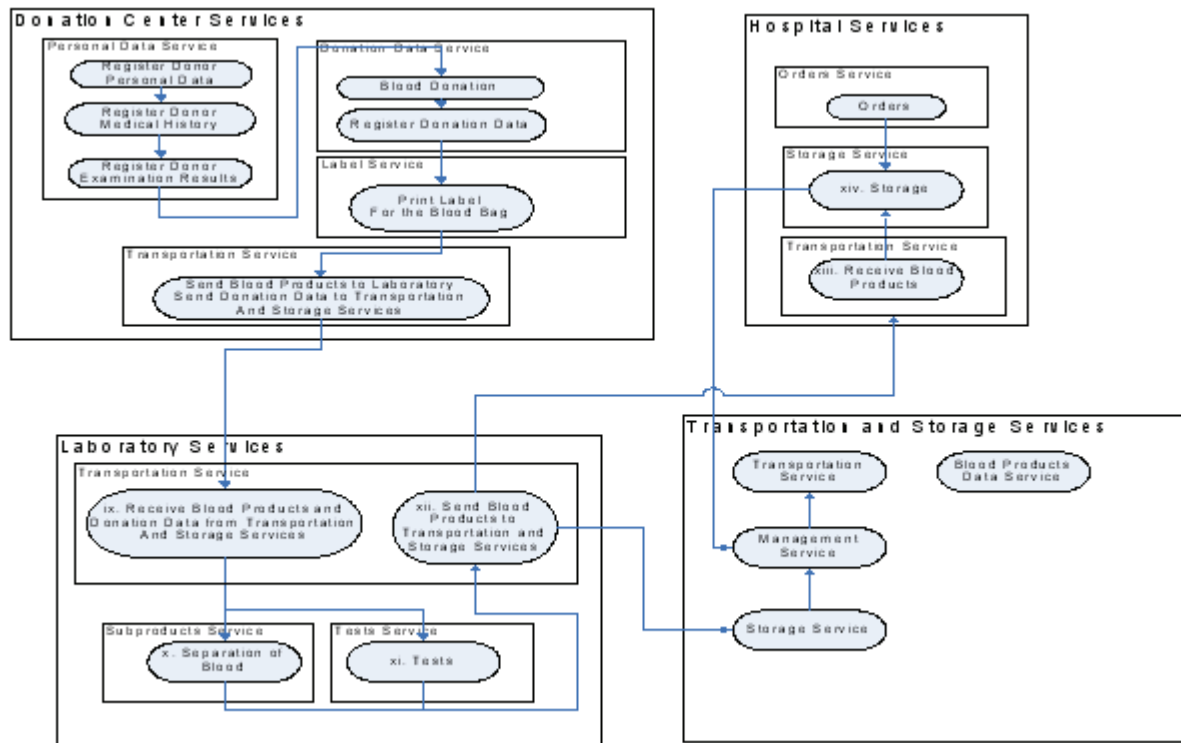 Donation Center Services
Personal Data Service
Register Donor
Personal Data
Register Donor
Medical History
Register Donor
Examination Results
Donation Data Service
Blood Donation
Register Donation Data
Label Service
Print Label
For the Blood Bag
Transportation Service
Send Blood Products to Laboratory
Send Donation Data to Transportation
And Storage Services
Hospital Services
Orders Service
Orders
Storage Service
xiv. Storage
Transportation Service
xiii. Receive Blood
Products
Laboratory Services
Transportation Service
ix. Receive Blood Products and
Donation Data from Transportation
And Storage Services
xii. Send Blood
Products to
Transportation and
Storage Services
Subproducts Service
x. Separation of
Blood
Tests Service
xi. Tests
Transportation and Storage Services
Transportation
Service
Blood Products
Data Service
Management
Service
Storage Service